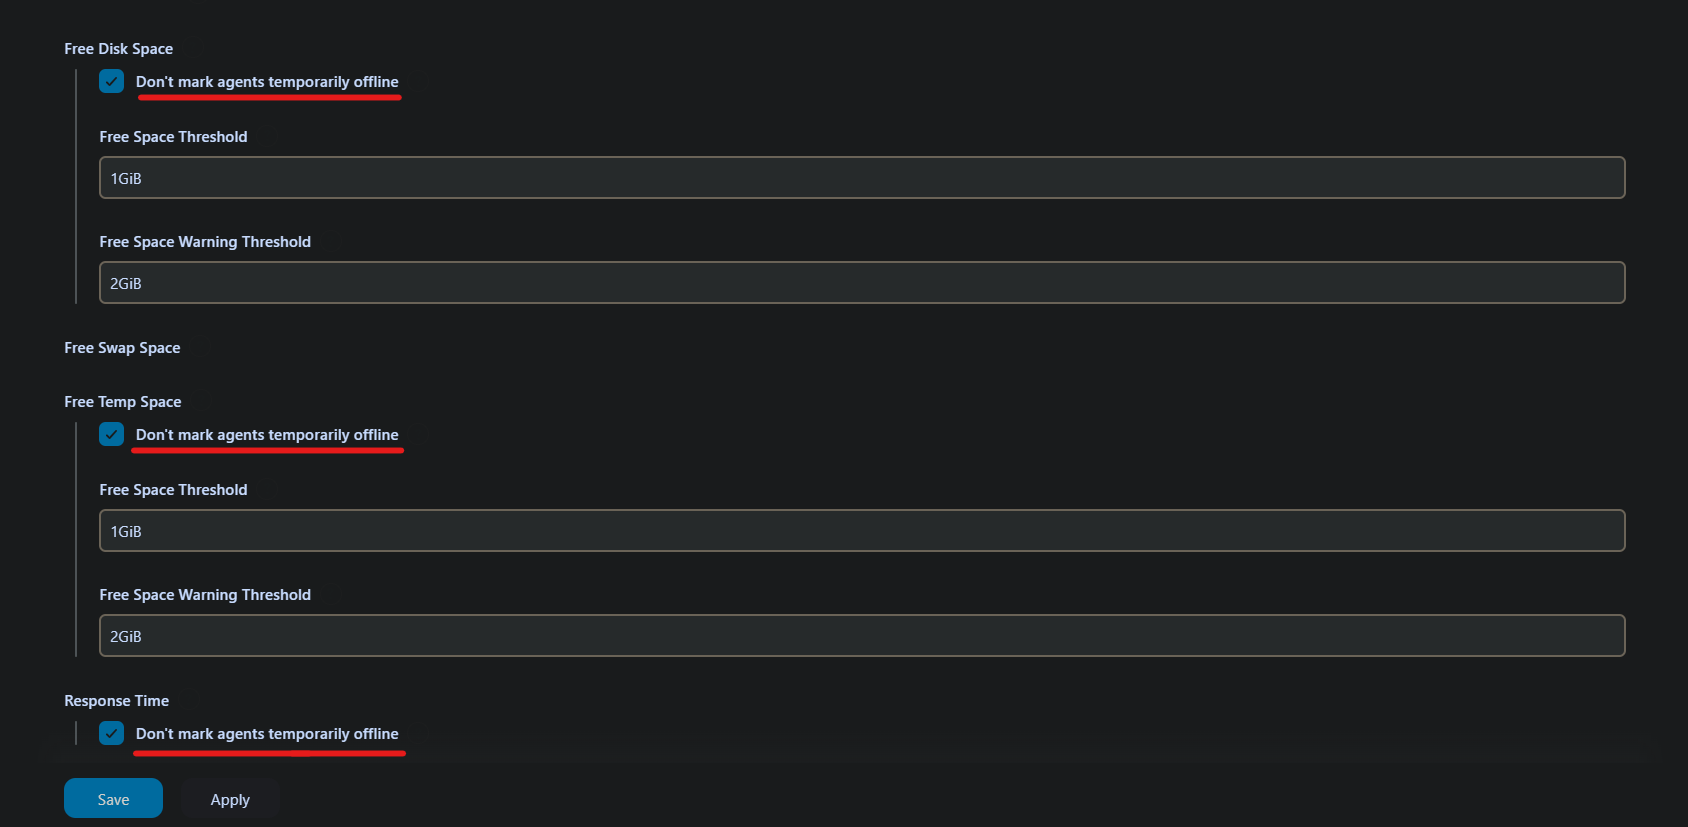 Free Disk Space
Don't mark agents temporarily offline
Free Space Threshold
1GiB
Free Space Warning Threshold
2GiB
Free Swap Space
Free Temp Space
Don't mark agents temporarily offline
Free Space Threshold
1GiB
Free Space Warning Threshold
2GiB
Response Time
Don't mark agents temporarily offline
Save Apply